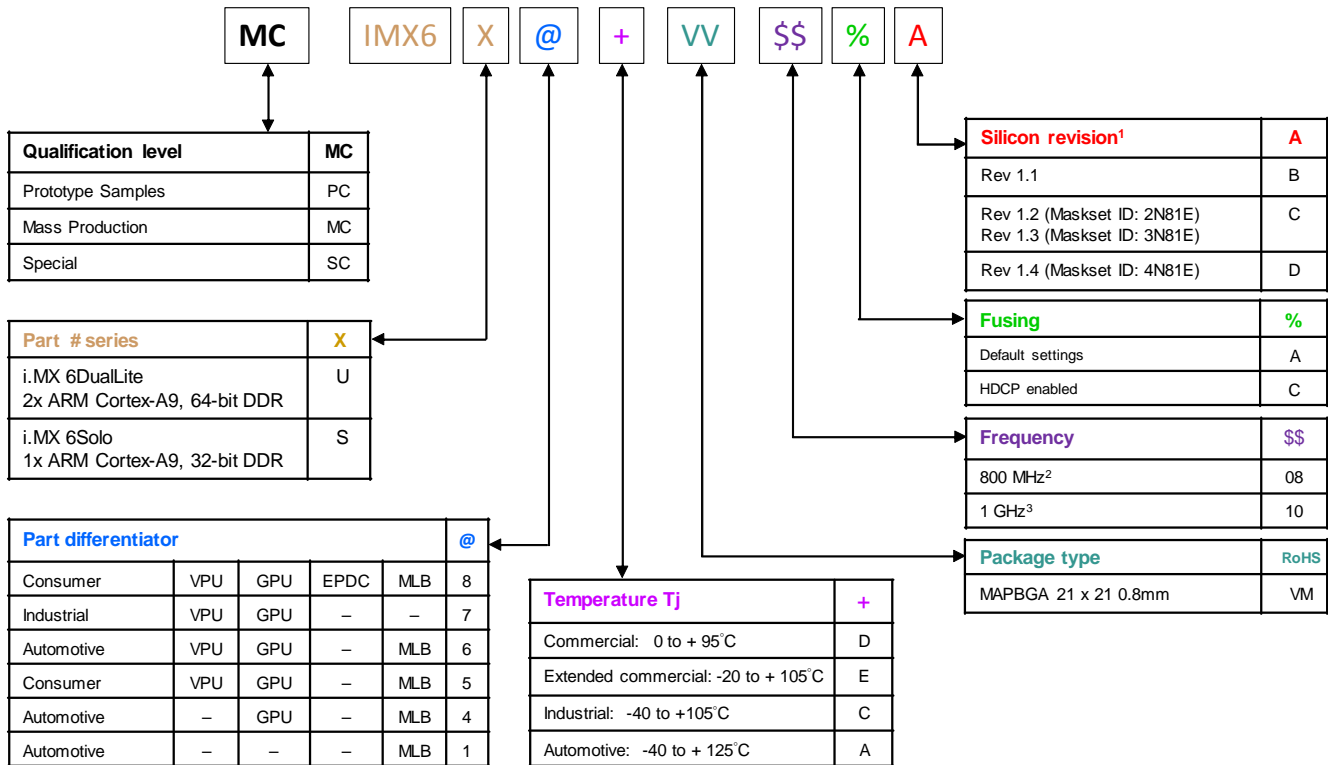 MC IMX6 X @ + VV $$ % A
Qualification level MC
Prototype Samples PC
Mass Production MC
Special SC
Part # series X
i.MX 6DualLite U
2x ARM Cortex-A9, 64-bit DDR
i.MX 6Solo S
1x ARM Cortex-A9, 32-bit DDR
Part differentiator @
Consumer VPU GPU EPDC MLB 8
Industrial VPU GPU – – 7
Automotive VPU GPU – MLB 6
Consumer VPU GPU – MLB 5
Automotive – GPU – MLB 4
Automotive – – – MLB 1
Temperature Tj +
Commercial: 0 to + 95°C D
Extended commercial: -20 to + 105°C E
Industrial: -40 to +105°C C
Automotive: -40 to + 125°C A
Silicon revision¹ A
Rev 1.1 B
Rev 1.2 (Maskset ID: 2N81E) C
Rev 1.3 (Maskset ID: 3N81E)
Rev 1.4 (Maskset ID: 4N81E) D
Fusing %
Default settings A
HDCP enabled C
Frequency $$
800 MHz² 08
1 GHz³ 10
Package type RoHS
MAPBGA 21 x 21 0.8mm VM